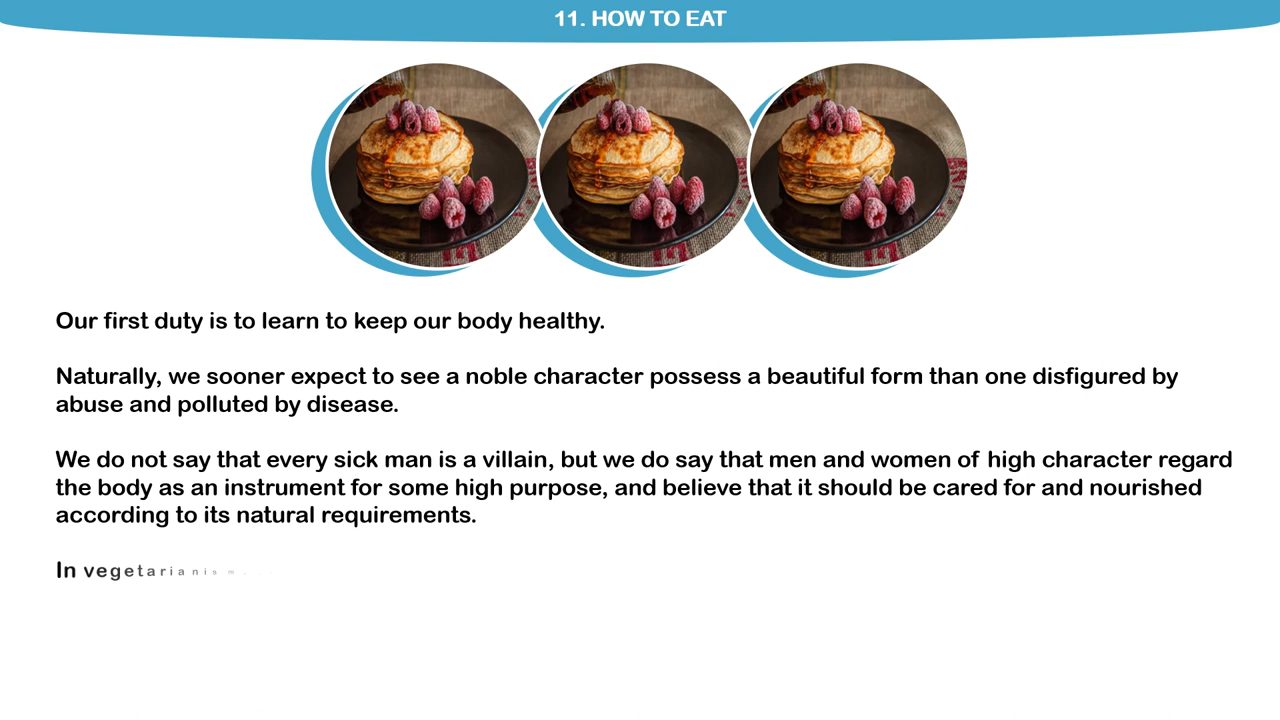 11. HOW TO EAT
Our first duty is to learn to keep our body healthy.
Naturally, we sooner expect to see a noble character possess a beautiful form than one disfigured by
abuse and polluted by disease.
We do not say that every sick man is a villain, but we do say that men and women of high character regard
the body as an instrument for some high purpose, and believe that it should be cared for and nourished
according to its natural requirements.
In vegetarianism